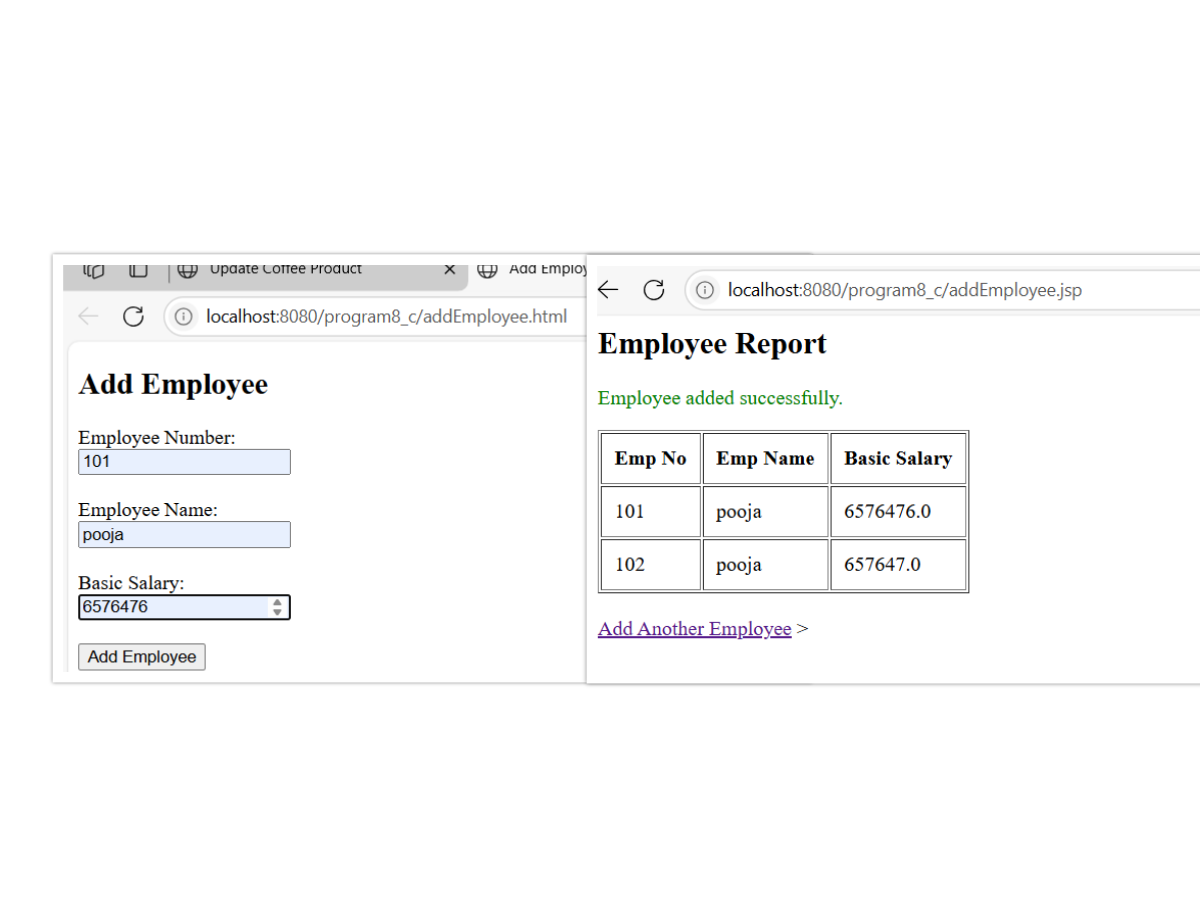 Update Coffee Product
Add Employ
localhost:8080/program8_c/addEmployee.html
Add Employee
Employee Number:
101
Employee Name:
pooja
Basic Salary:
6576476
Add Employee
localhost:8080/program8_c/addEmployee.jsp
Employee Report
Employee added successfully.
Emp No Emp Name Basic Salary
101 pooja 6576476.0
102 pooja 657647.0
Add Another Employee >